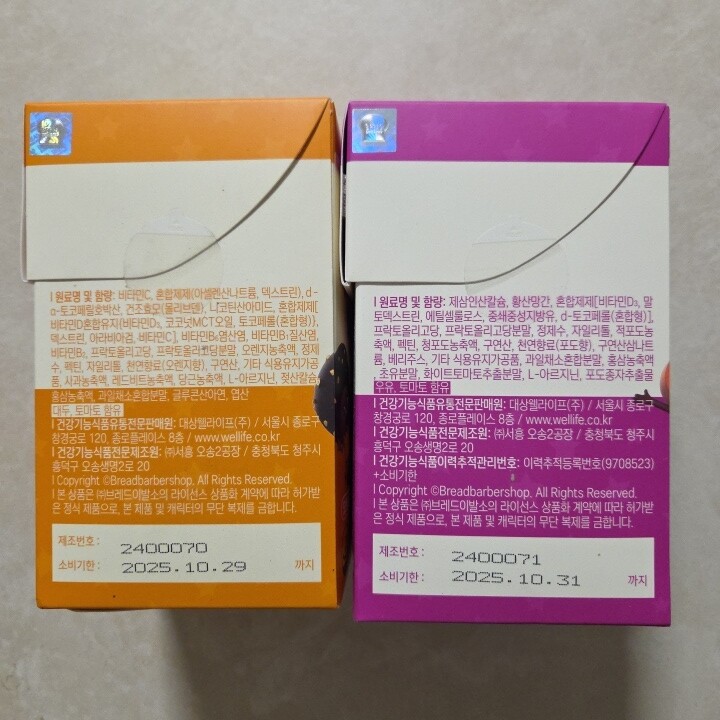 | 원료명 및 함량: 비타민C, 혼합제제(아셀렌산나트륨, 덱스트린), d-
α-토코페릴호박산, 건조효모(몰리브덴), 니코틴산아미드, 혼합제제[
비타민D혼합유지(비타민D₃, 코코넛MCT오일, 토코페롤(혼합형)),
덱스트린, 아라비아검, 비타민C], 비타민B₆염산염, 비타민B₁질산염,
비타민B₂, 프락토올리고당, 프락토올리고당분말, 오렌지농축액, 정제
수, 펙틴, 자일리톨, 천연향료(오렌지향), 구연산, 기타 식용유지가공
품, 사과농축액, 레드비트농축액, 당근농축액, L-아르지닌, 젖산칼슘,
홍삼농축액, 과일채소혼합분말, 글루콘산아연, 엽산
대두, 토마토 함유
| 건강기능식품유통전문판매원: 대상웰라이프(주) / 서울시 종로구
창경궁로 120, 종로플레이스 8층 / www.wellife.co.kr
| 건강기능식품전문제조원: ㈜서흥 오송2공장 / 충청북도 청주시
흥덕구 오송생명2로 20
| Copyright ©Breadbarbershop. All Rights Reserved.
| 본 상품은 ㈜브레드이발소의 라이선스 상품화 계약에 따라 허가받
은 정식 제품으로, 본 제품 및 캐릭터의 무단 복제를 금합니다.
제조번호 : 2400070
소비기한 : 2025.10.29 까지
| 원료명 및 함량: 제삼인산칼슘, 황산망간, 혼합제제[비타민D₃, 말
토덱스트린, 에틸셀룰로스, 중쇄중성지방유, d-토코페롤(혼합형)],
프락토올리고당, 프락토올리고당분말, 정제수, 자일리톨, 적포도농
축액, 펙틴, 청포도농축액, 구연산, 천연향료(포도향), 구연산삼나트
륨, 베리주스, 기타 식용유지가공품, 과일채소혼합분말, 홍삼농축액
, 초유분말, 화이트토마토추출분말, L-아르지닌, 포도종자추출물
우유, 토마토 함유
| 건강기능식품유통전문판매원: 대상웰라이프(주) / 서울시 종로구
창경궁로 120, 종로플레이스 8층 / www.wellife.co.kr
| 건강기능식품전문제조원: ㈜서흥 오송2공장 / 충청북도 청주시
흥덕구 오송생명2로 20
| 건강기능식품이력추적관리번호: 이력추적등록번호(9708523)
+소비기한
| Copyright ©Breadbarbershop. All Rights Reserved.
| 본 상품은 ㈜브레드이발소의 라이선스 상품화 계약에 따라 허가받
은 정식 제품으로, 본 제품 및 캐릭터의 무단 복제를 금합니다.
제조번호 : 2400071
소비기한 : 2025.10.31 까지